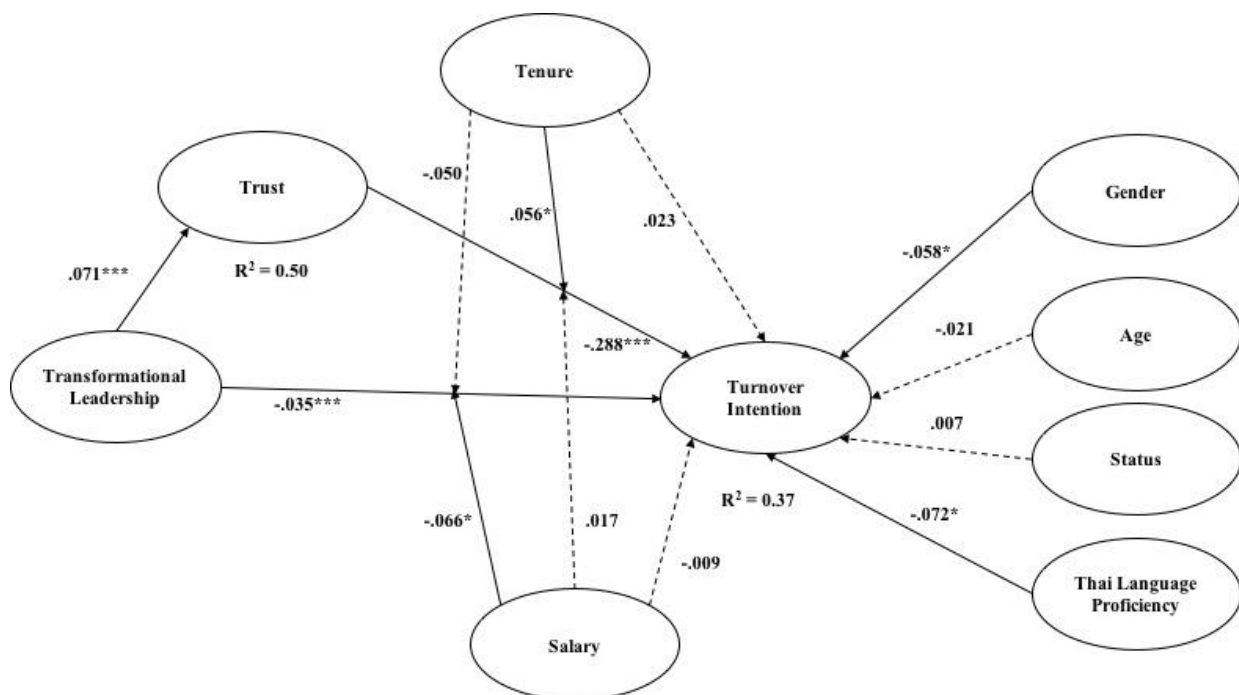 Tenure
Trust
Gender
-.050
.056*
.023
-.058*
.071***
R² = 0.50
-.021
Age
-.288***
Transformational
Leadership
-.035***
Turnover
Intention
.007
Status
R² = 0.37
-.072*
-.066*
.017
-.009
Thai Language
Proficiency
Salary